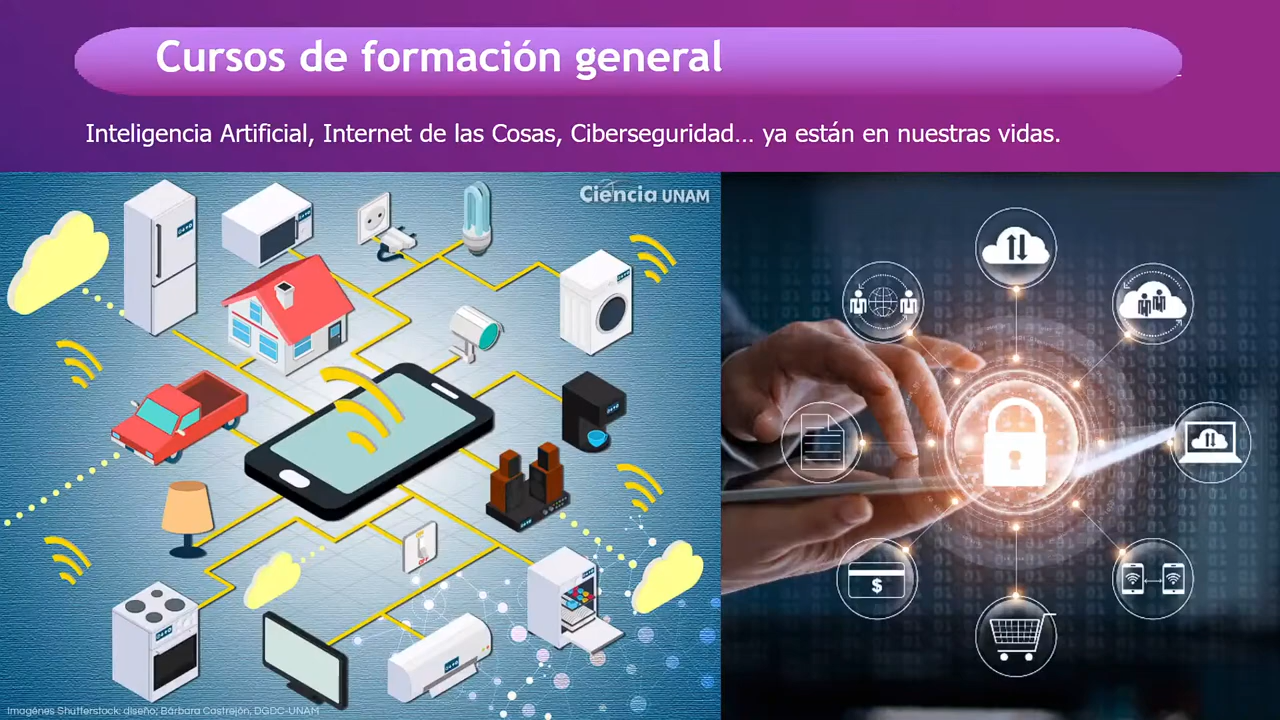 Cursos de formación general
Inteligencia Artificial, Internet de las Cosas, Ciberseguridad... ya están en nuestras vidas.
Ciencia UNAM
$
Imagénes Shutterstock: diseño; Bárbara Castrejón, DGDC-UNAM